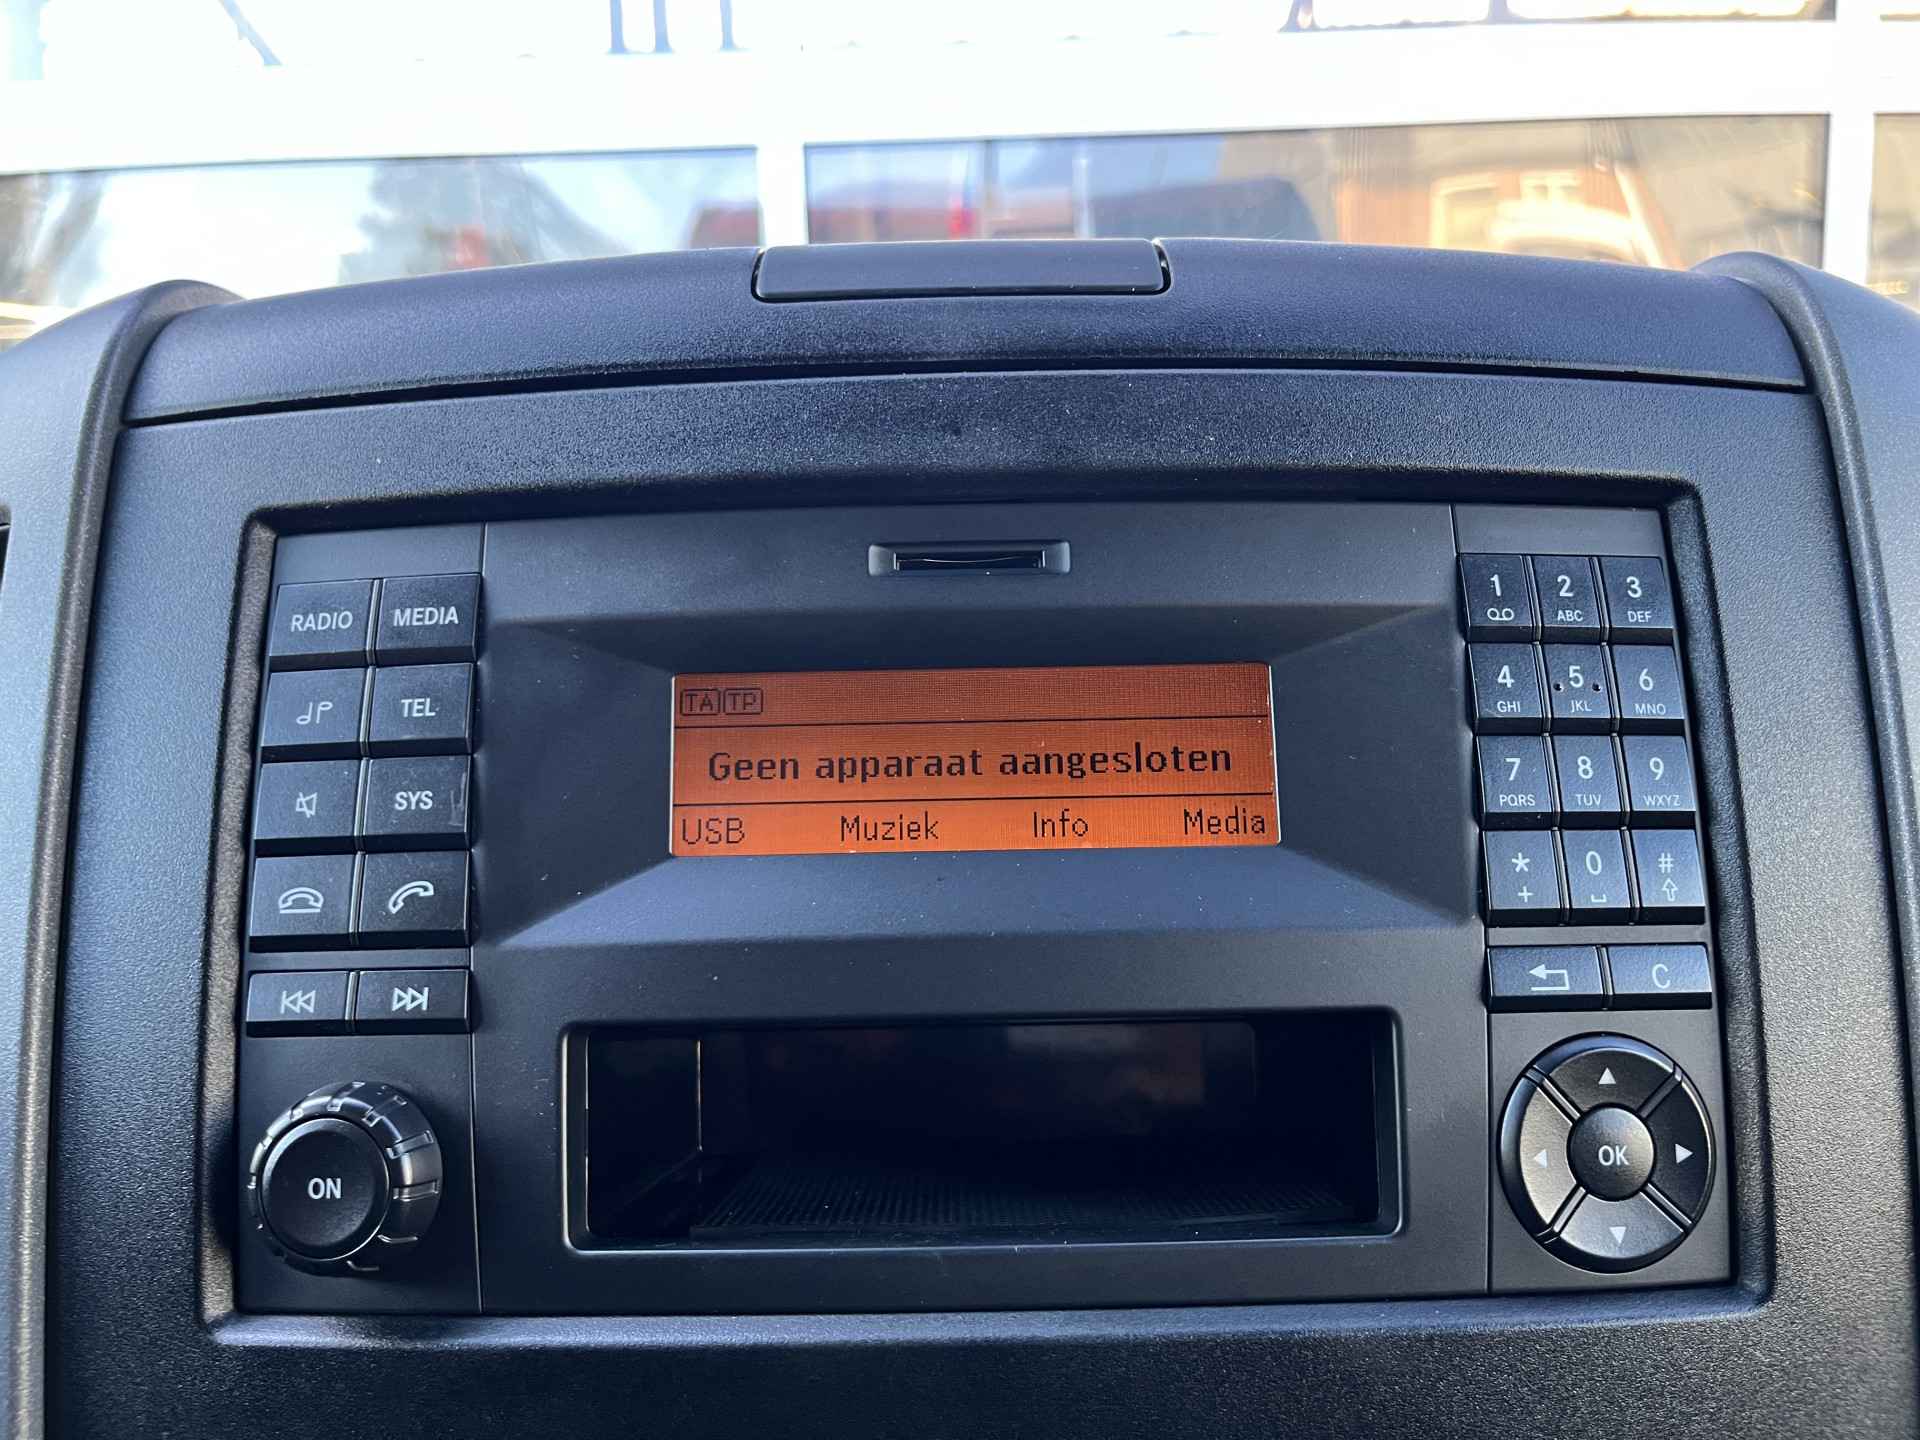 RADIO MEDIA
TEL
SYS
ON
TA TP
Geen apparaat aangesloten
USB Muziek Info Media
1 2 3
ABC DEF
4 5 6
GHI JKL MNO
7 8 9
PQRS TUV WXYZ
* 0 #
+
C
OK